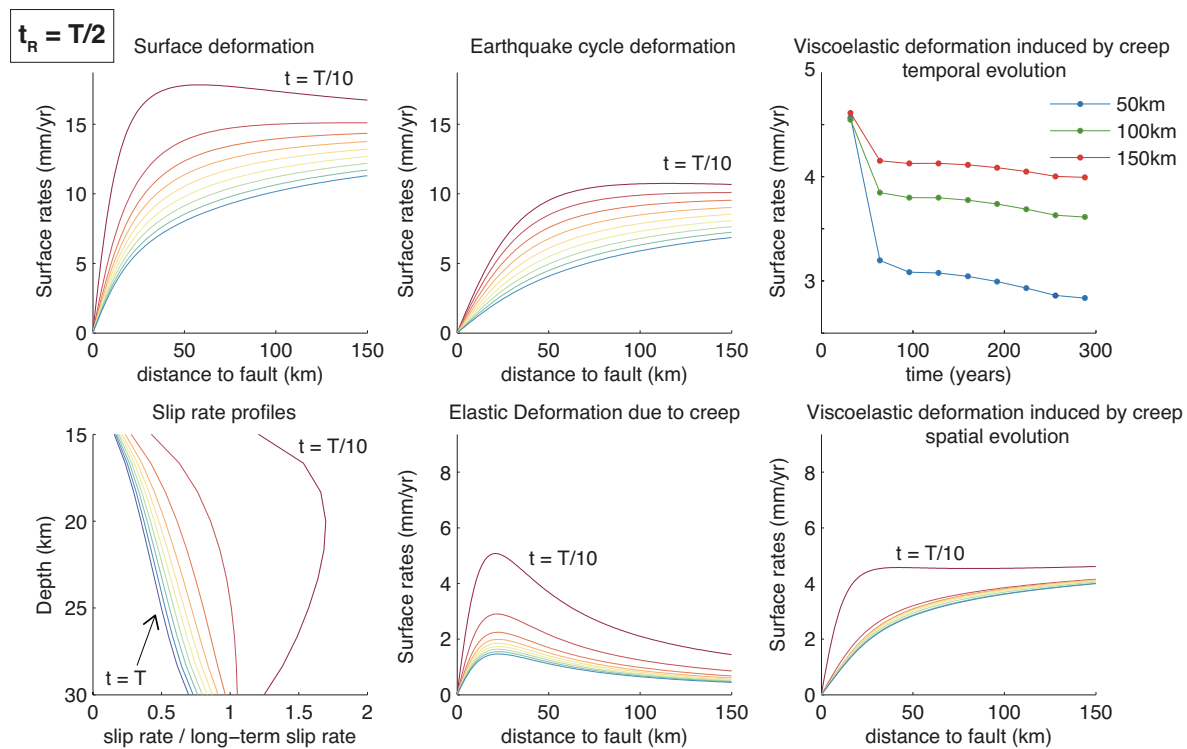 t_R = T/2
Surface deformation
Surface rates (mm/yr)
15
10
5
0
t = T/10
0 50 100 150
distance to fault (km)
Earthquake cycle deformation
Surface rates (mm/yr)
15
10
5
0
t = T/10
0 50 100 150
distance to fault (km)
Viscoelastic deformation induced by creep
temporal evolution
Surface rates (mm/yr)
5
4
3
50km
100km
150km
0 100 200 300
time (years)
Slip rate profiles
Depth (km)
15
20
25
30
t = T/10
t = T
0 0.5 1 1.5 2
slip rate / long−term slip rate
Elastic Deformation due to creep
Surface rates (mm/yr)
8
6
4
2
0
t = T/10
0 50 100 150
distance to fault (km)
Viscoelastic deformation induced by creep
spatial evolution
Surface rates (mm/yr)
8
6
4
2
0
t = T/10
0 50 100 150
distance to fault (km)